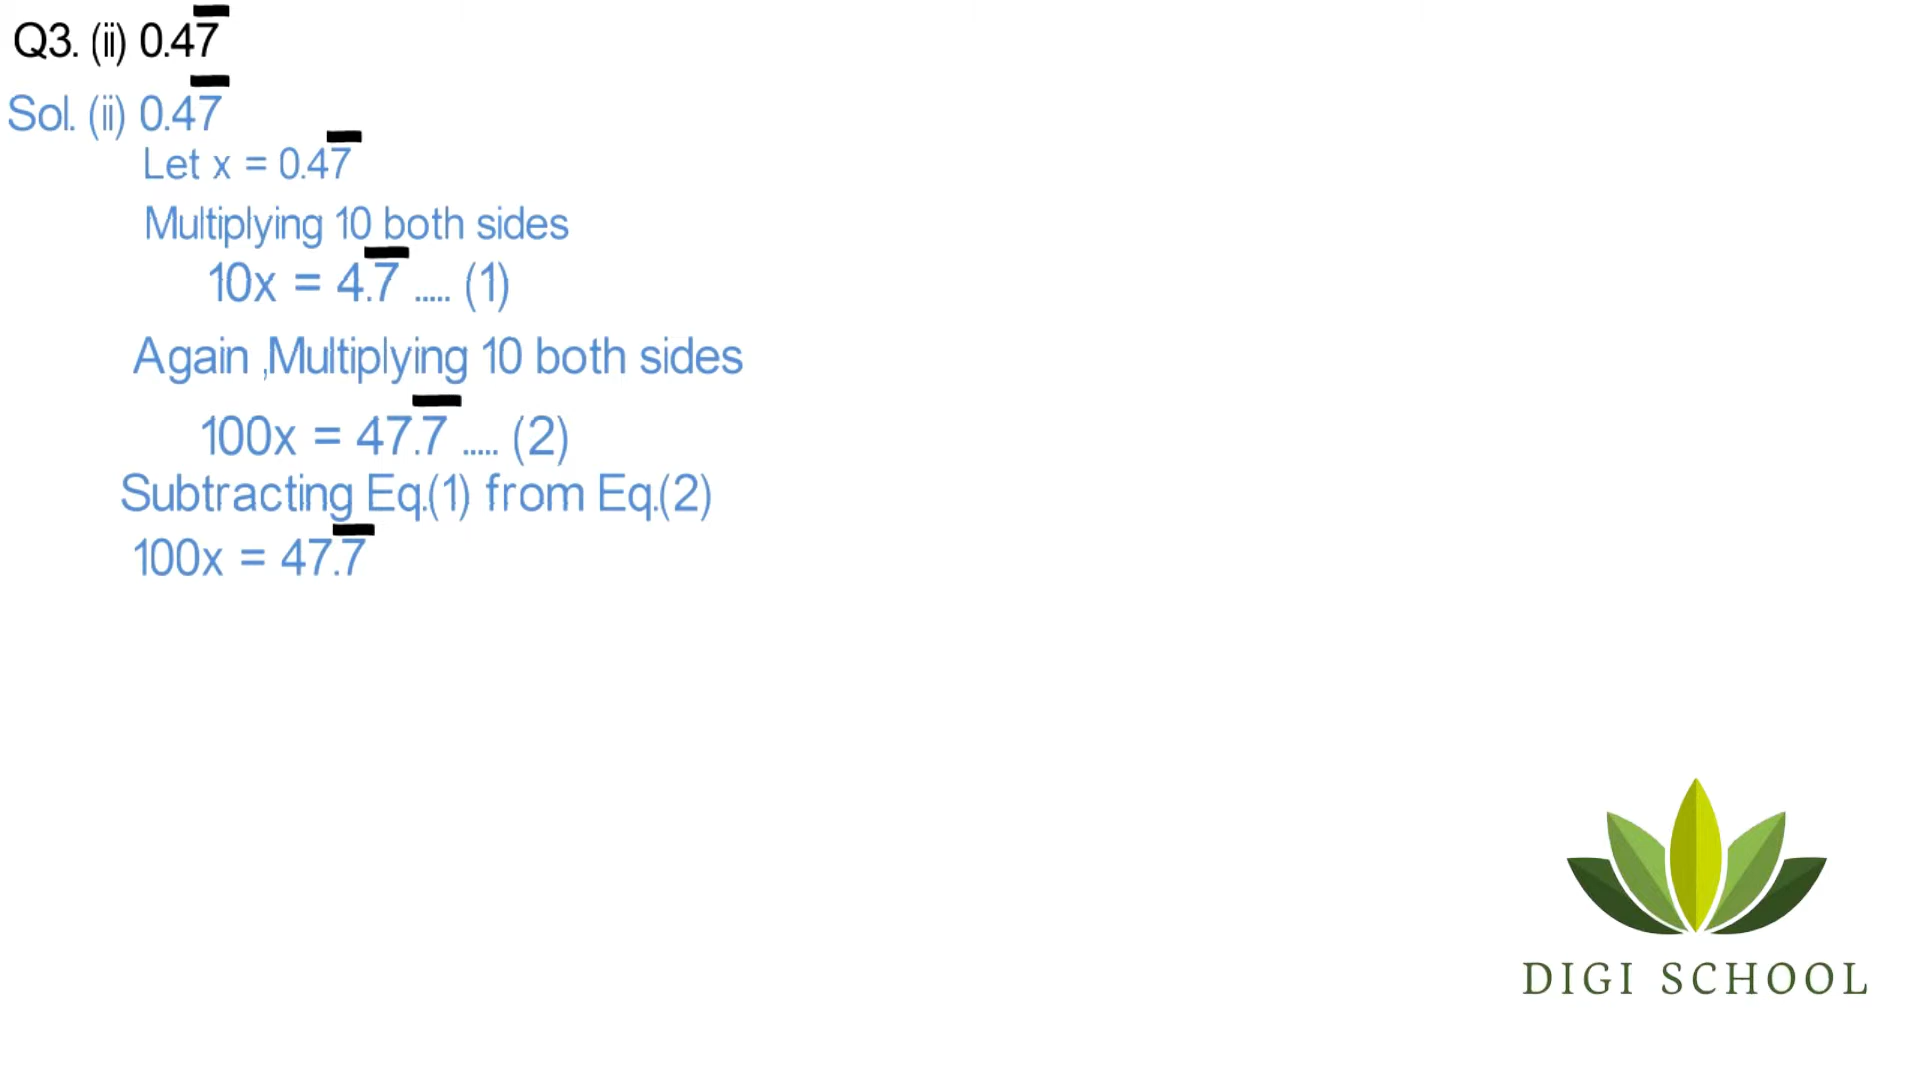 Q3. (ii) 0.47̅
Sol. (ii) 0.47̅
Let x = 0.47̅
Multiplying 10 both sides
10x = 4.7̅ ..... (1)
Again ,Multiplying 10 both sides
100x = 47.7̅ ..... (2)
Subtracting Eq.(1) from Eq.(2)
100x = 47.7̅
DIGI SCHOOL